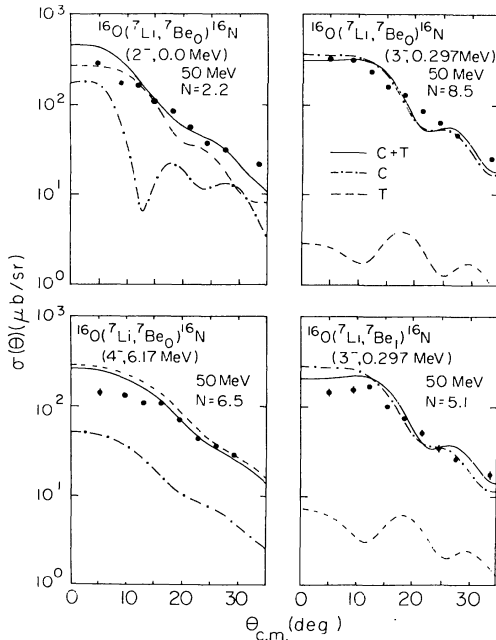 ¹⁶O(⁷Li,⁷Be₀)¹⁶N
(2⁻,0.0 MeV)
50 MeV
N=2.2
¹⁶O(⁷Li,⁷Be₀)¹⁶N
(3⁻,0.297MeV)
50 MeV
N=8.5
C+T
C
T
10³
10²
10¹
10⁰
σ(θ)(μb/sr)
¹⁶O(⁷Li,⁷Be₀)¹⁶N
(4⁻,6.17 MeV)
50 MeV
N=6.5
¹⁶O(⁷Li,⁷Be₁)¹⁶N
(3⁻,0.297 MeV)
50 MeV
N=5.1
10³
10²
10¹
10⁰
0 10 20 30 0 10 20 30
θc.m.(deg)